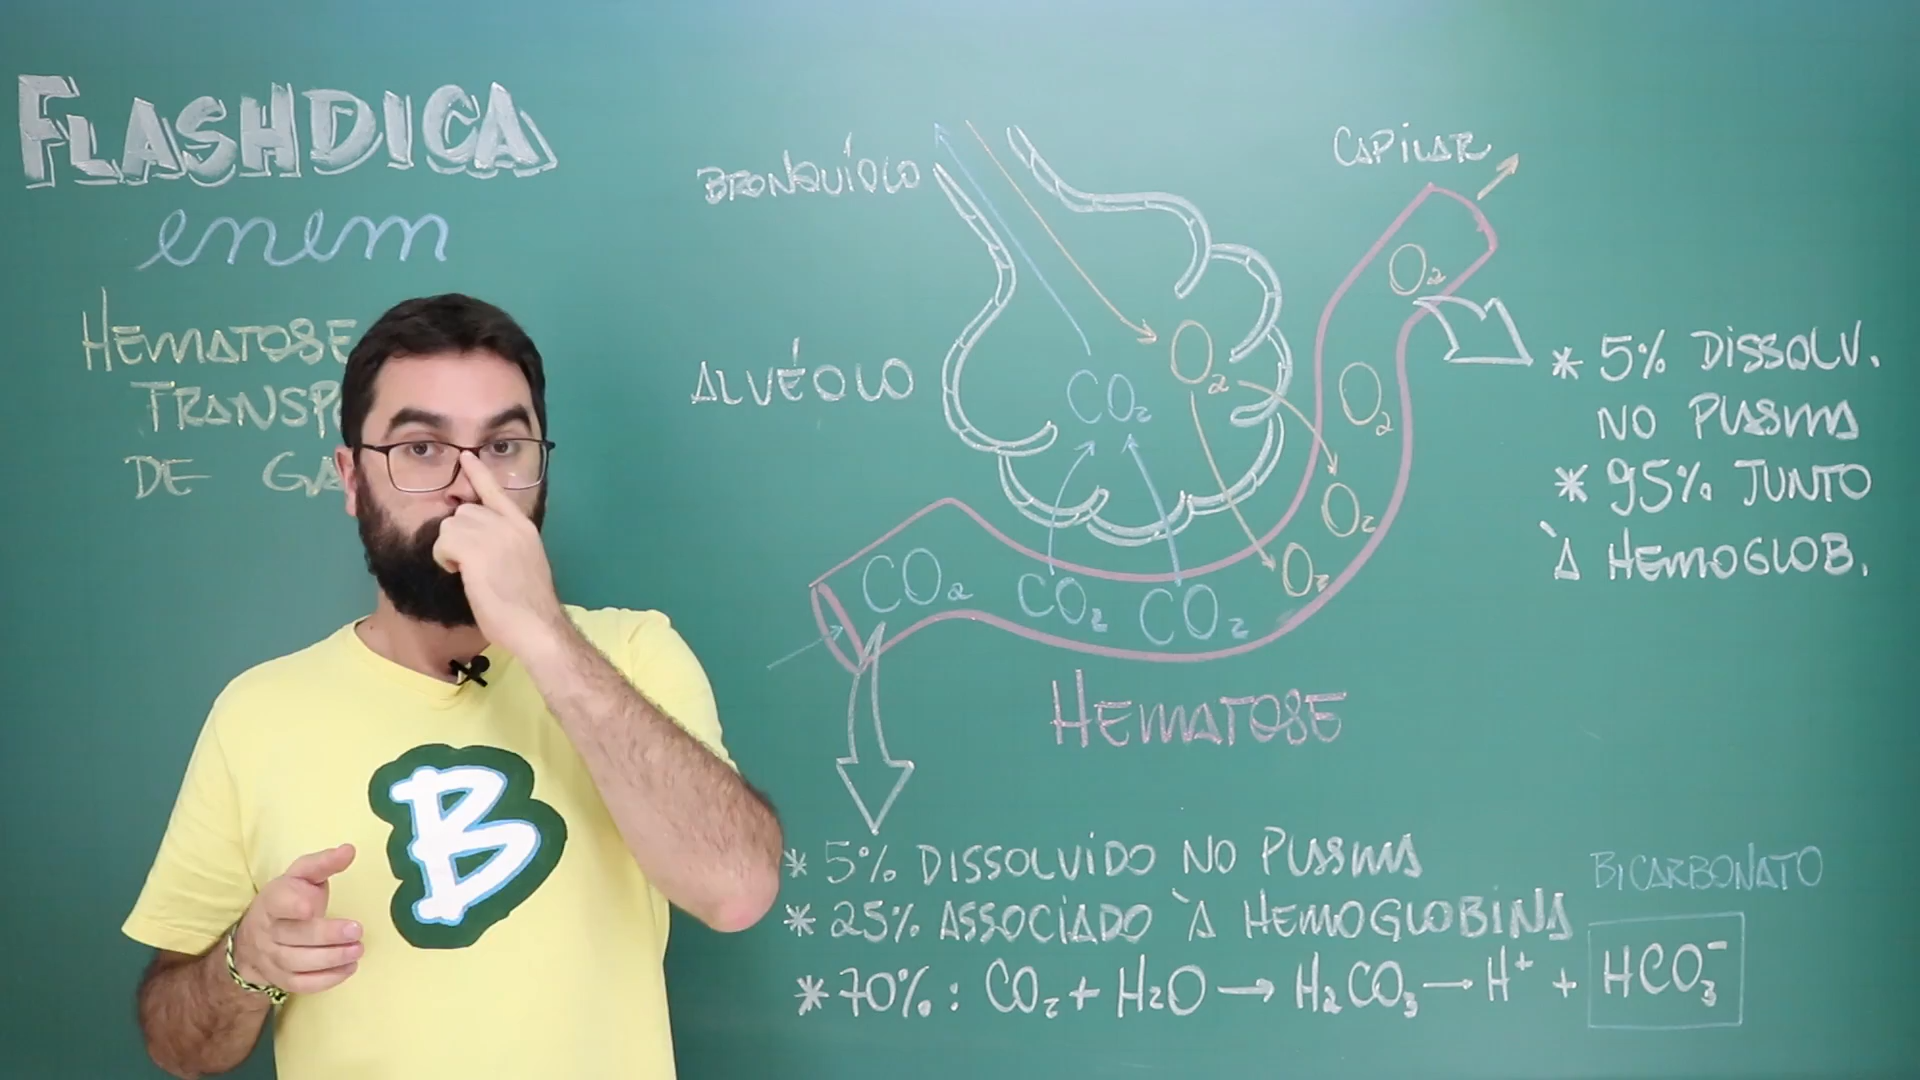 FLASHDICA
enem
HEMATOSE
TRANSP
DE GA
BRONQUÍOLO
CAPILAR
ALVÉOLO
O2
CO2
O2
O2
O2
O2
CO2
CO2
CO2
* 5% DISSOLV.
NO PLASMA
* 95% JUNTO
À HEMOGLOB.
HEMATOSE
B
* 5% DISSOLVIDO NO PLASMA
* 25% ASSOCIADO À HEMOGLOBINA
BICARBONATO
* 70%: CO2 + H2O → H2CO3 → H+ + HCO3-